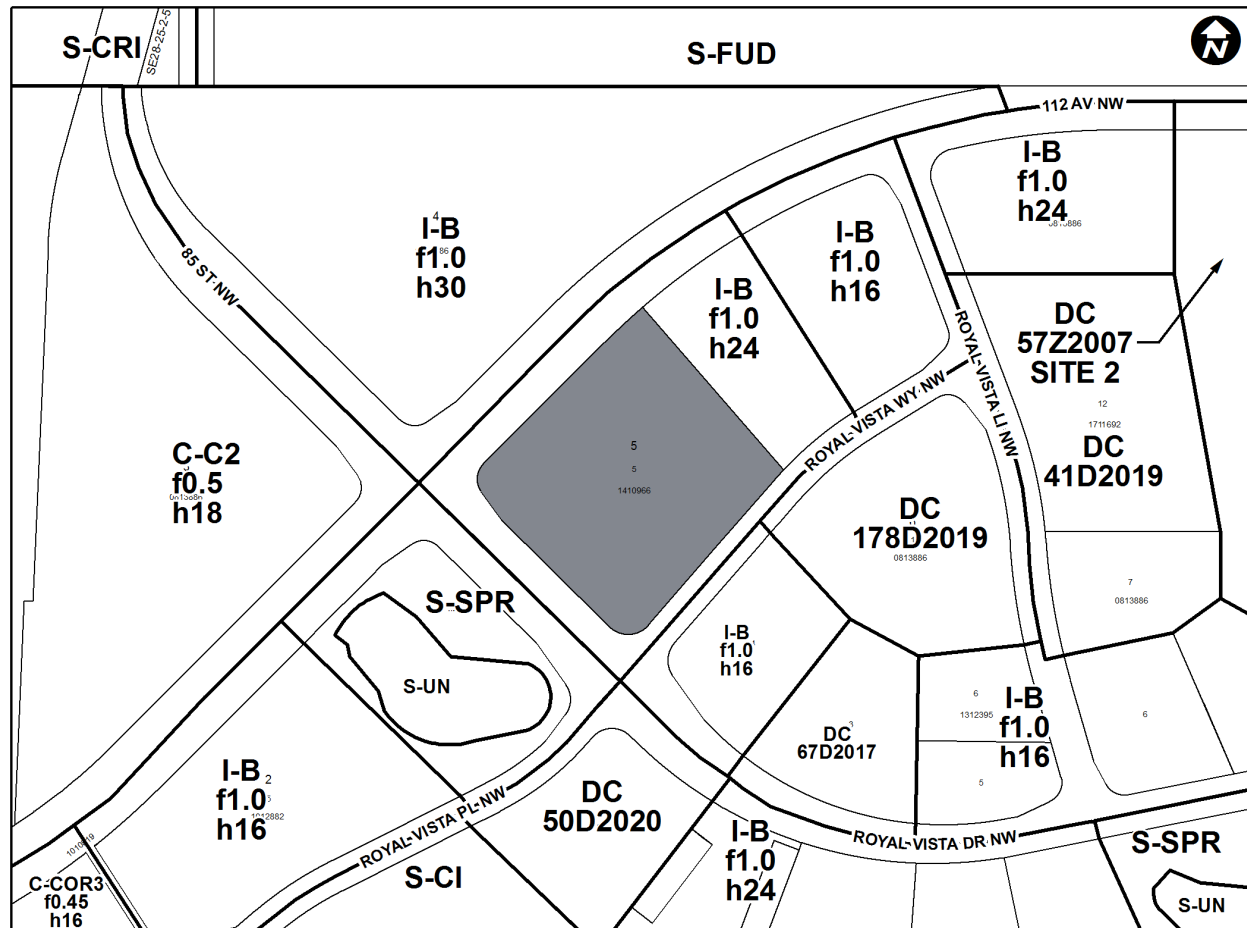 S-CRI
SE28-25-2-5
S-FUD
N
112 AV NW
I-B
f1.0
h24
I-B
f1.0
h30
4
85 ST NW
I-B
f1.0
h16
I-B
f1.0
h24
ROYAL VISTA LI NW
DC
57Z2007
SITE 2
12
1711692
DC
41D2019
C-C2
f0.5
h18
5
5
1410966
ROYAL VISTA WY NW
DC
178D2019
0813886
7
0813886
S-SPR
S-UN
I-B
f1.0
h16
DC
67D2017
3
6
1312395
I-B
f1.0
h16
5
6
I-B
f1.0
h16
2
1012882
ROYAL VISTA PL NW
DC
50D2020
ROYAL VISTA DR NW
I-B
f1.0
h24
S-CI
C-COR3
f0.45
h16
S-SPR
S-UN